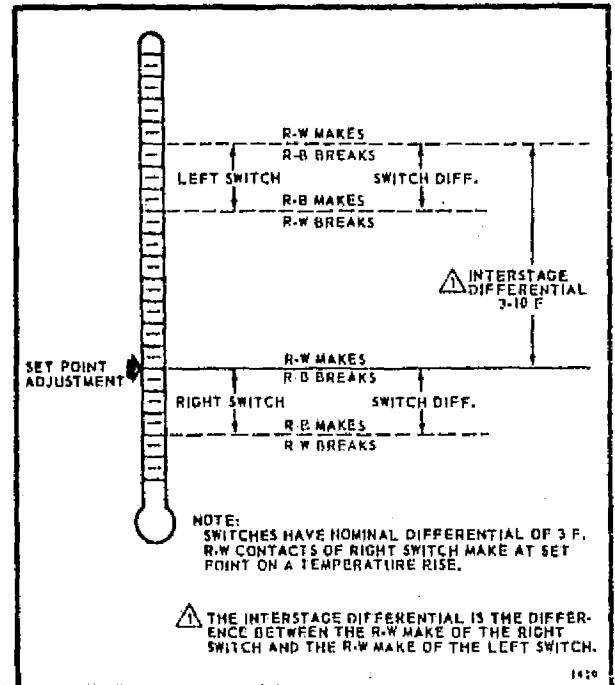 R-W MAKES
R-B BREAKS
LEFT SWITCH SWITCH DIFF.
R-B MAKES
R-W BREAKS
1 INTERSTAGE
DIFFERENTIAL
3-10 F
SET POINT
ADJUSTMENT
R-W MAKES
R-B BREAKS
RIGHT SWITCH SWITCH DIFF.
R-B MAKES
R-W BREAKS
NOTE:
SWITCHES HAVE NOMINAL DIFFERENTIAL OF 3 F.
R-W CONTACTS OF RIGHT SWITCH MAKE AT SET
POINT ON A TEMPERATURE RISE.
1 THE INTERSTAGE DIFFERENTIAL IS THE DIFFER-
ENCE BETWEEN THE R-W MAKE OF THE RIGHT
SWITCH AND THE R-W MAKE OF THE LEFT SWITCH.